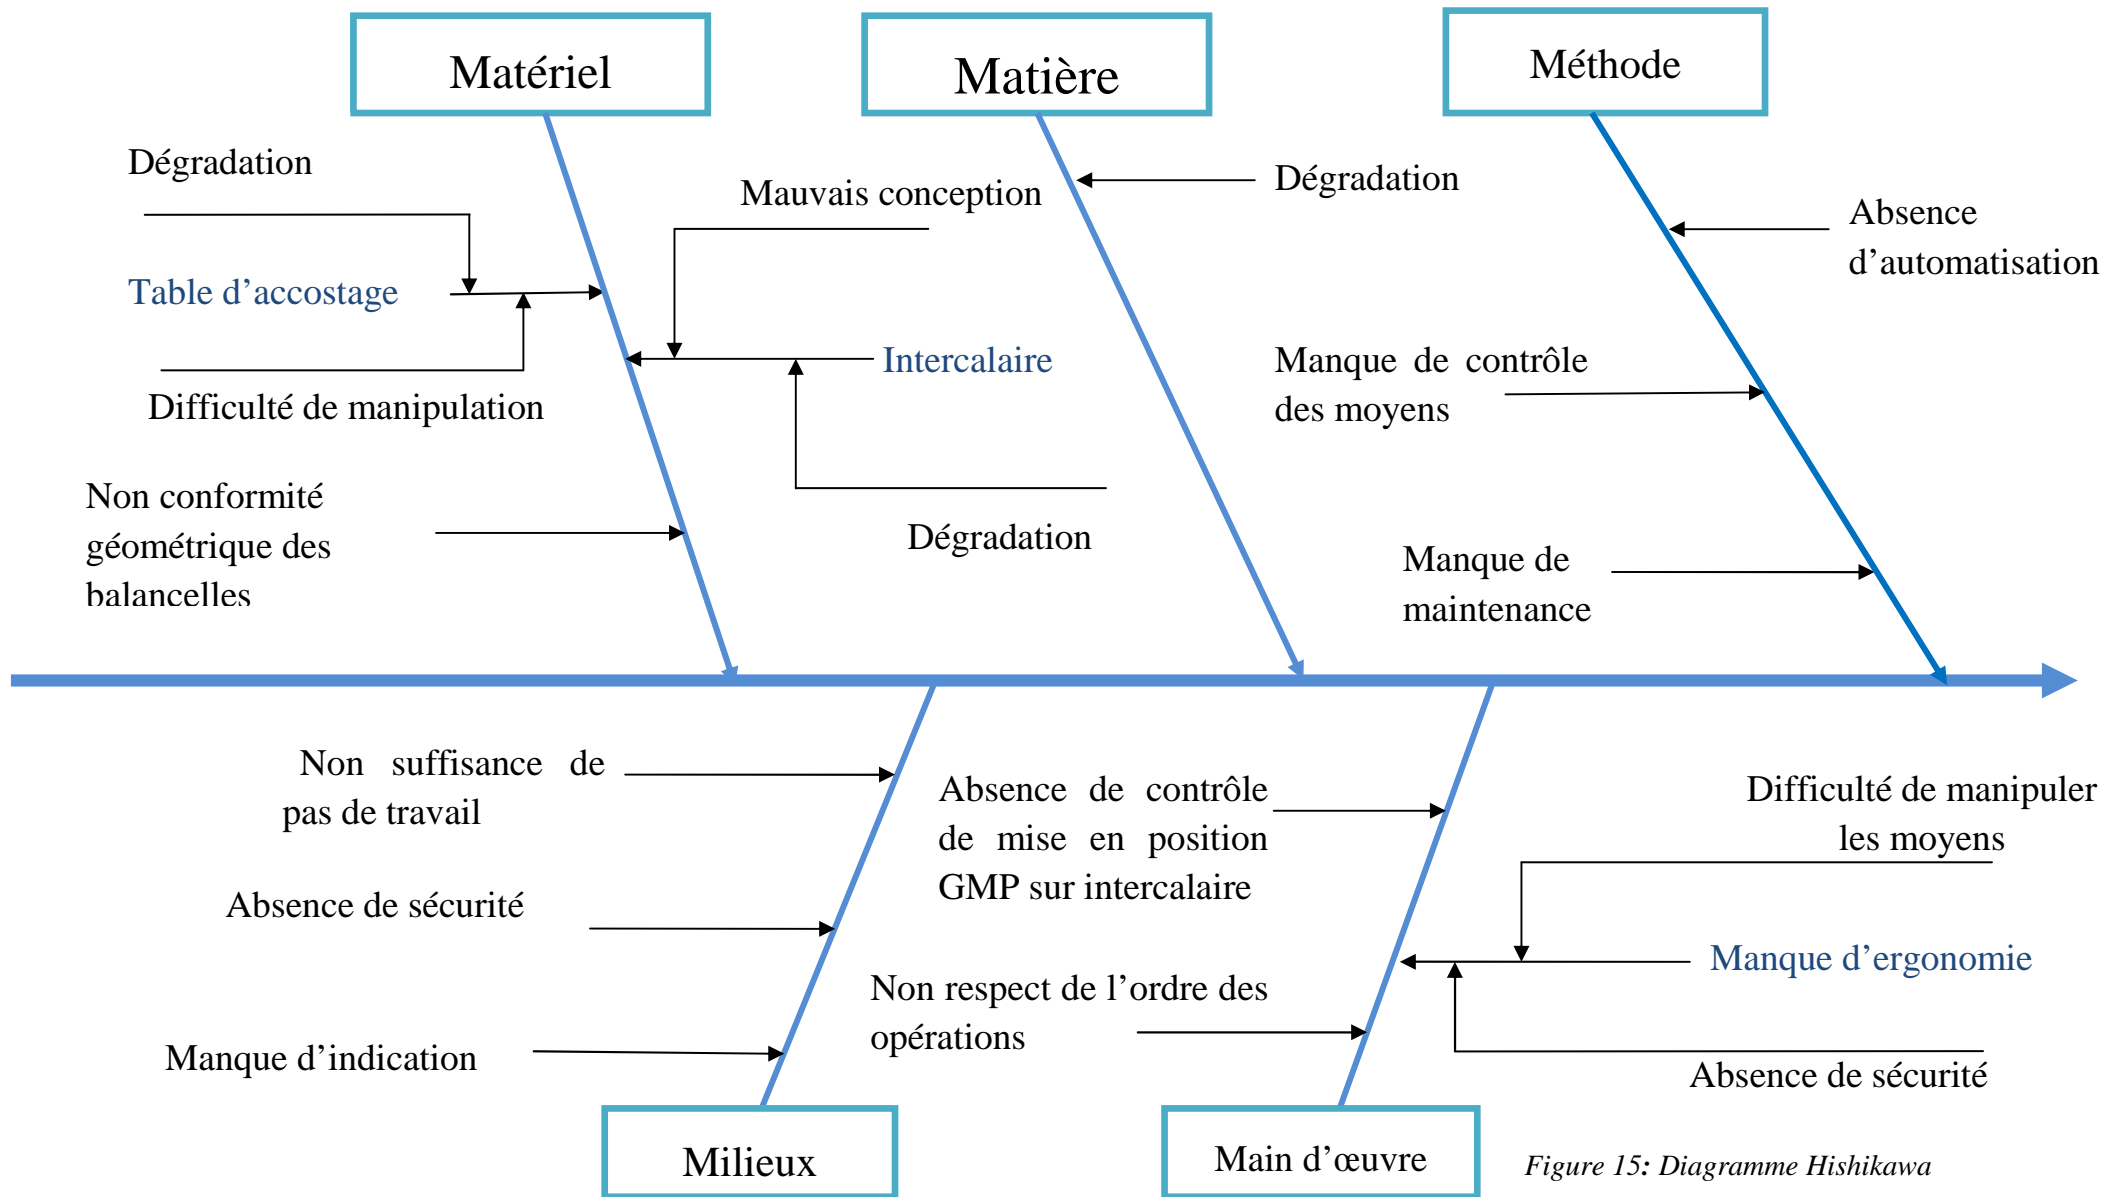 Matériel
Matière
Méthode
Dégradation
Mauvais conception
Dégradation
Absence
d’automatisation
Table d’accostage
Intercalaire
Manque de contrôle
des moyens
Difficulté de manipulation
Non conformité
géométrique des
balancelles
Dégradation
Manque de
maintenance
Non suffisance de
pas de travail
Absence de contrôle
de mise en position
GMP sur intercalaire
Difficulté de manipuler
les moyens
Absence de sécurité
Manque d’ergonomie
Non respect de l’ordre des
opérations
Manque d’indication
Absence de sécurité
Milieux
Main d’œuvre
Figure 15: Diagramme Hishikawa